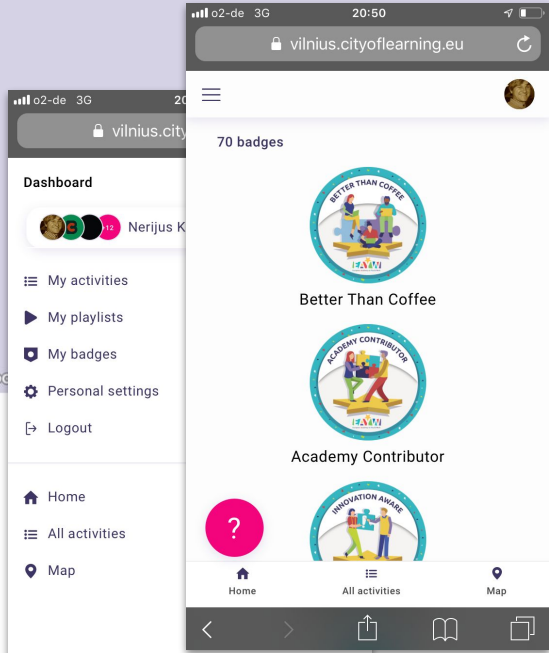 o2-de 3G 20
vilnius.city
Dashboard
+12 Nerijus K
My activities
My playlists
My badges
Personal settings
Logout
Home
All activities
Map
o2-de 3G 20:50
vilnius.cityoflearning.eu
70 badges
BETTER THAN COFFEE
EAYW
Better Than Coffee
ACADEMY CONTRIBUTOR
EAYW
Academy Contributor
INNOVATION AWARE
?
Home
All activities
Map